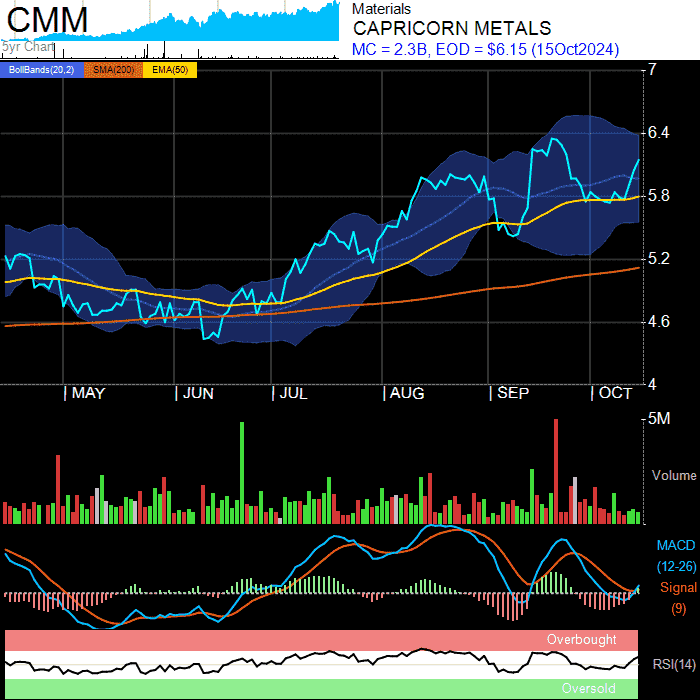 CMM
5yr Chart
Materials
CAPRICORN METALS
MC = 2.3B, EOD = $6.15 (15Oct2024)
BollBands(20,2) SMA(200) EMA(50)
7
6.4
5.8
5.2
4.6
4
| MAY | JUN | JUL | AUG | SEP | OCT
5M
Volume
MACD
(12-26)
Signal
(9)
Overbought
RSI(14)
Oversold